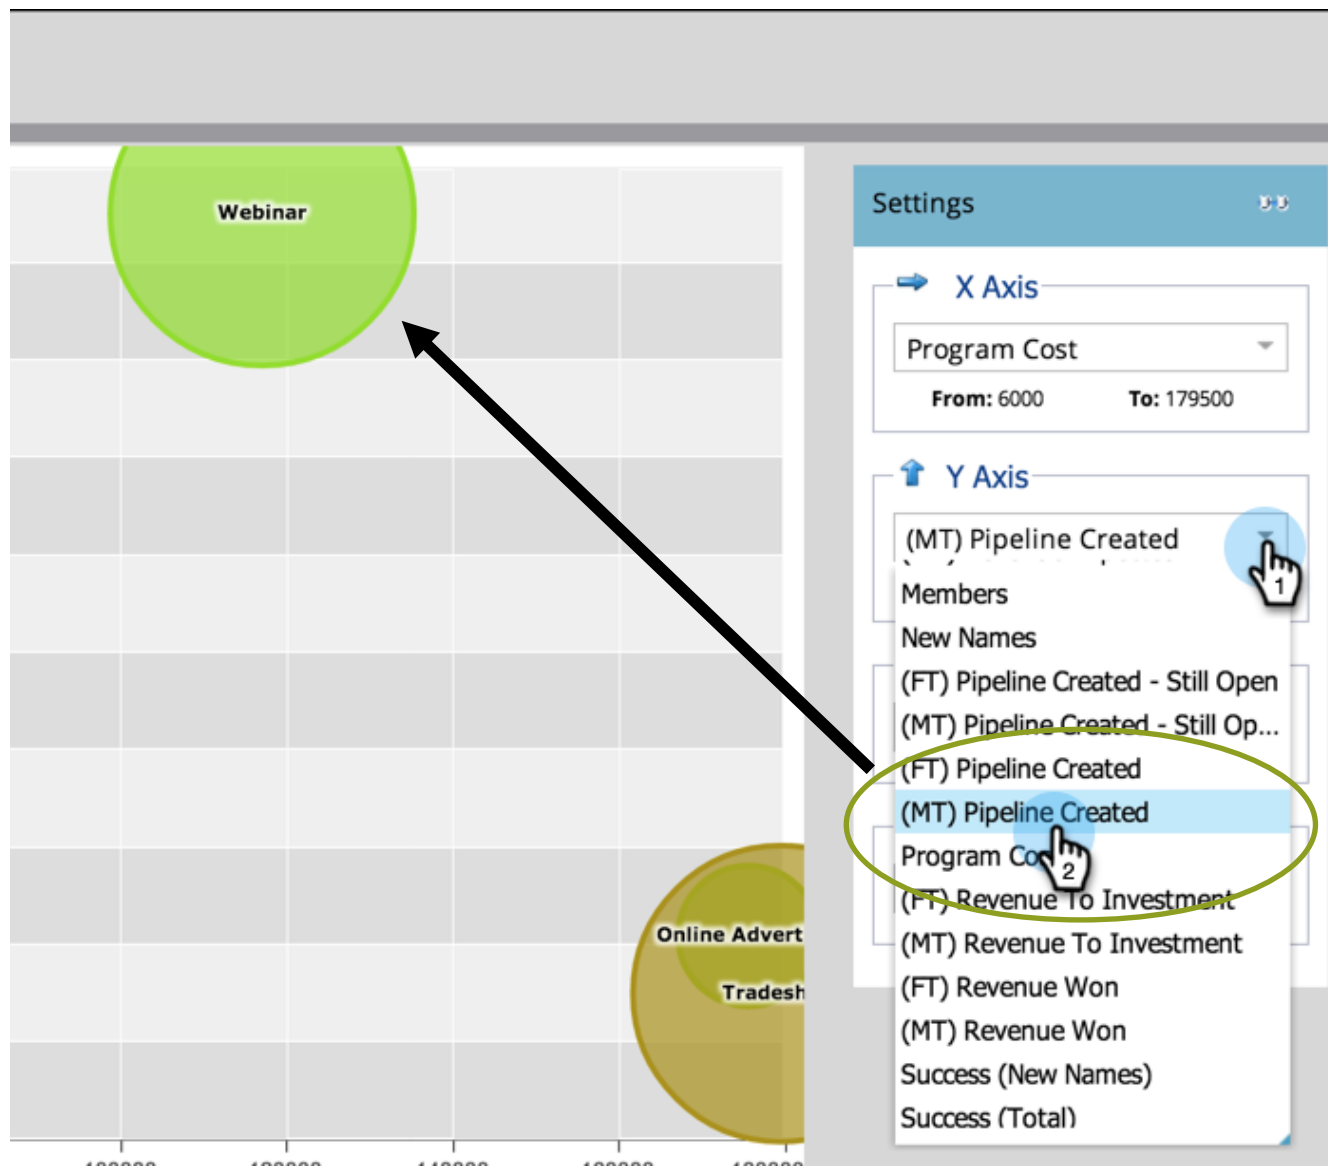 Webinar
Online Advert
Tradesh
Settings
X Axis
Program Cost
From: 6000 To: 179500
Y Axis
(MT) Pipeline Created
1
Members
New Names
(FT) Pipeline Created - Still Open
(MT) Pipeline Created - Still Op...
(FT) Pipeline Created
(MT) Pipeline Created
Program Co
2
(FT) Revenue To Investment
(MT) Revenue To Investment
(FT) Revenue Won
(MT) Revenue Won
Success (New Names)
Success (Total)